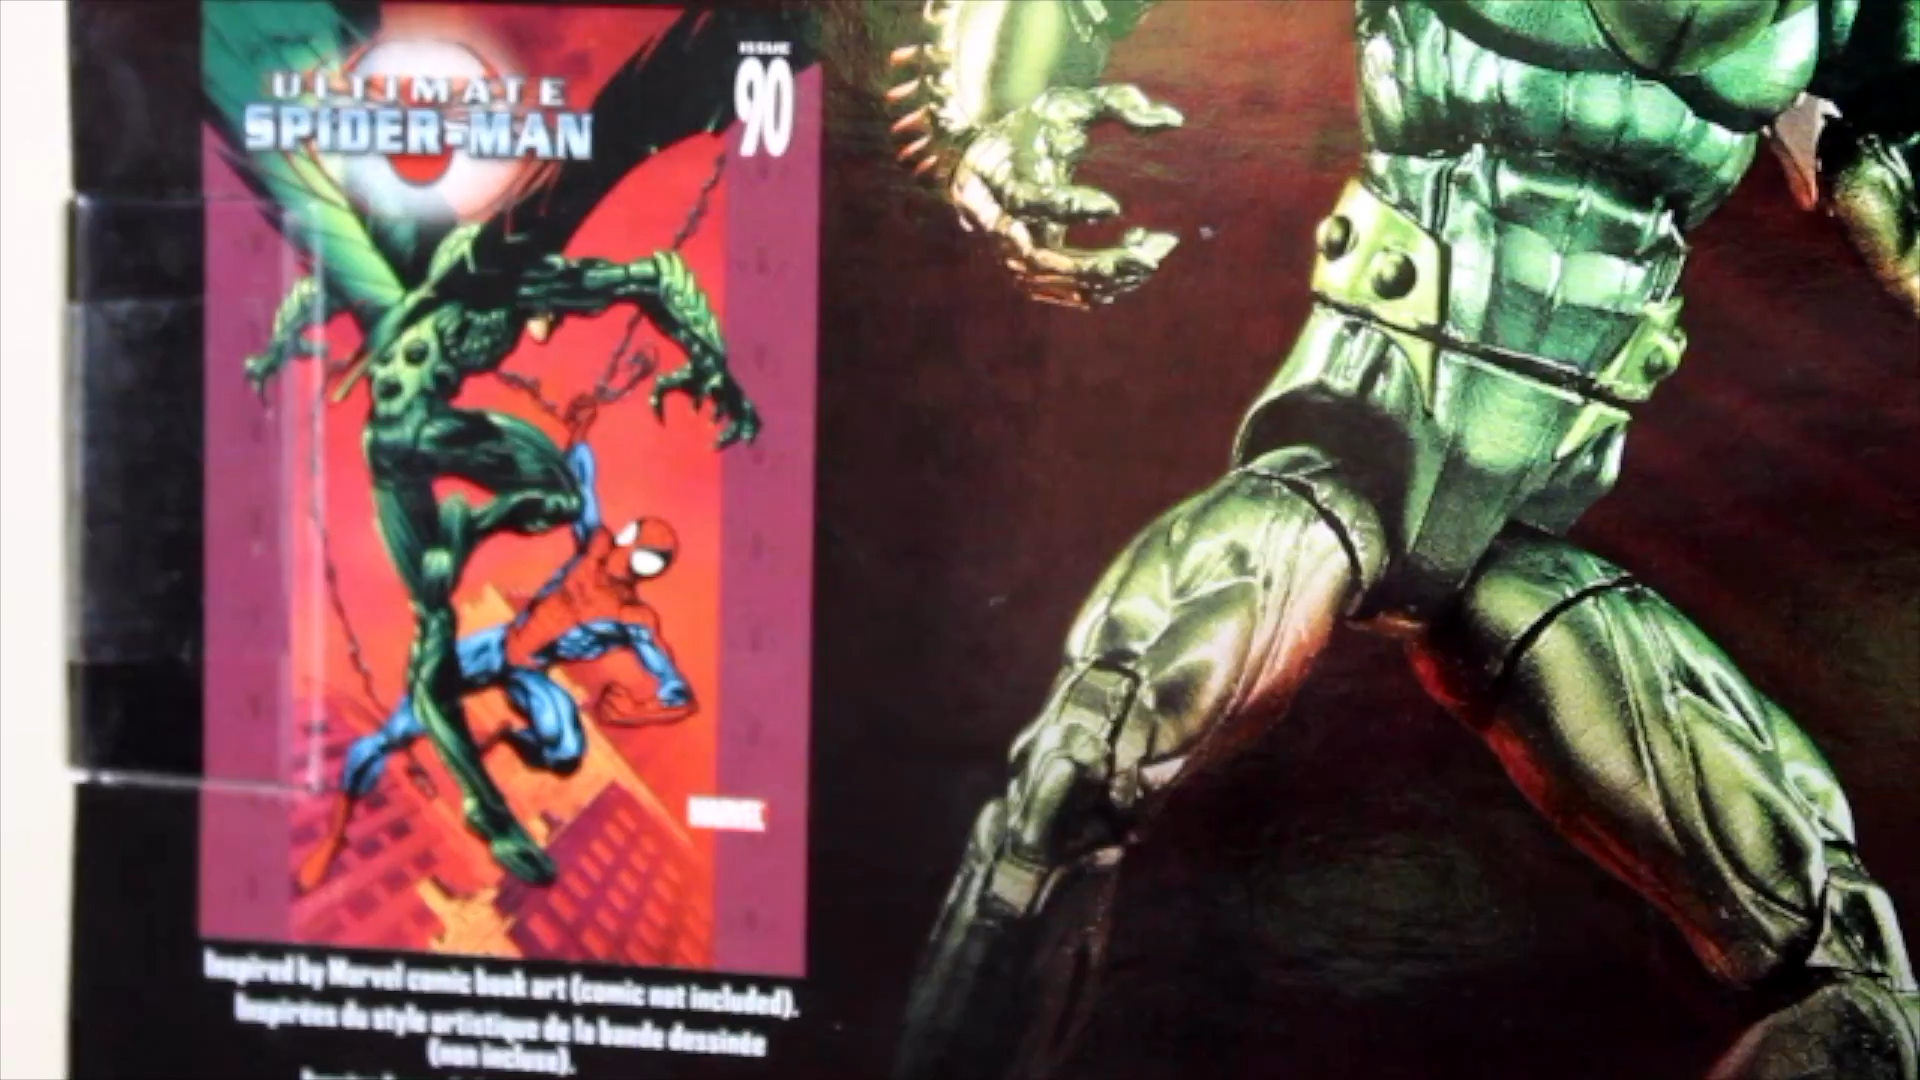 ISSUE
90
ULTIMATE
SPIDER-MAN
MARVEL
Inspired by Marvel comic book art (comic not included).
Inspirées du style artistique de la bande dessinée
(non incluse).